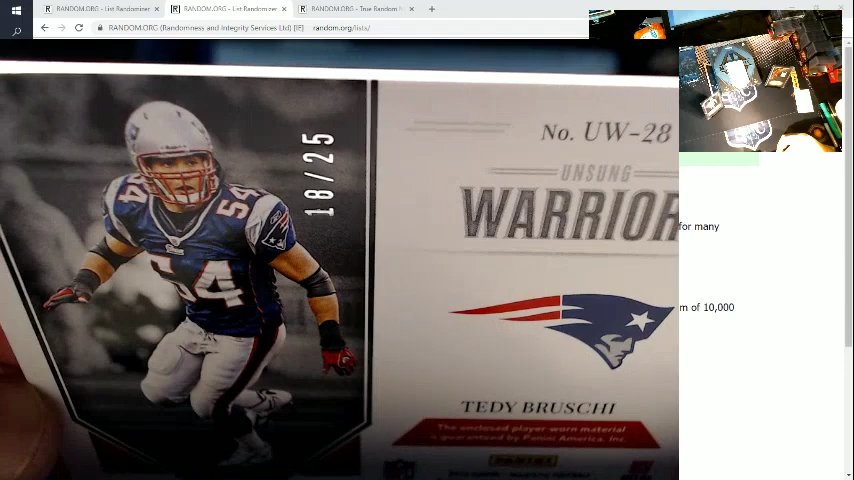 RANDOM.ORG - List Randomizer
RANDOM.ORG - List Randomizer
RANDOM.ORG - True Random
RANDOM.ORG (Randomness and Integrity Services Ltd) [IE]
random.org/lists/
No. UW-28
18/25
UNSUNG
WARRIOR
for many
54
54
54
m of 10,000
TEDY BRUSCHI
The enclosed player-worn material
is guaranteed by Panini America, Inc.
PANINI